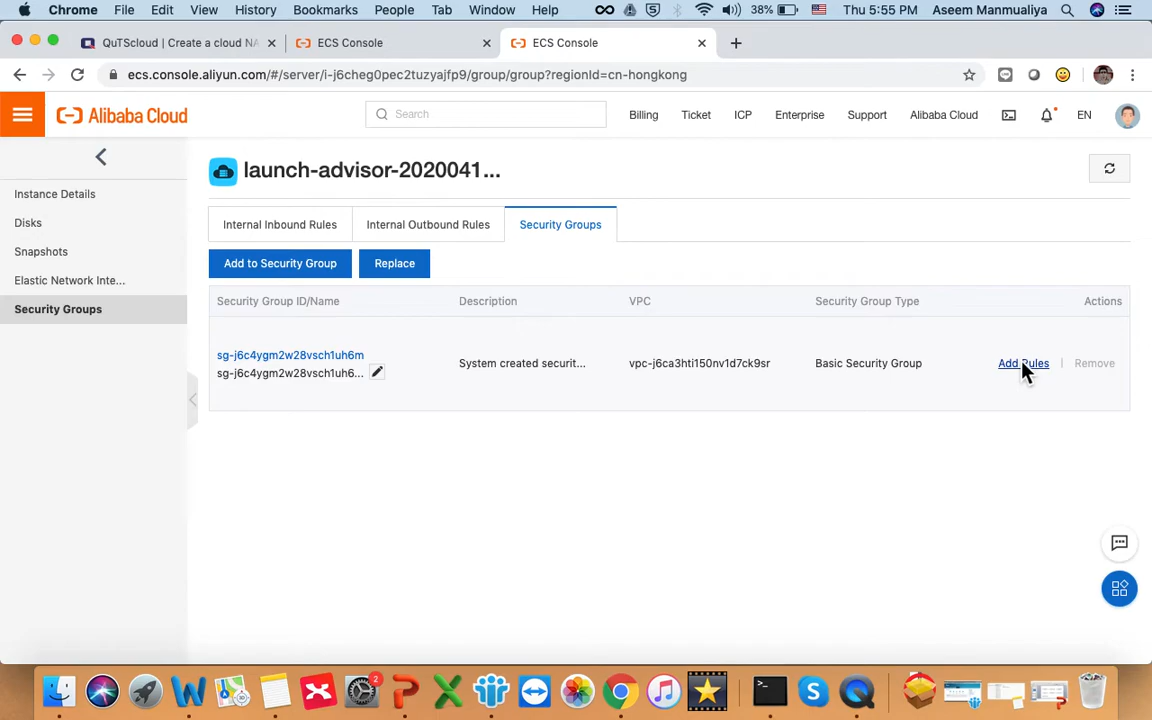 Chrome File Edit View History Bookmarks People Tab Window Help 38% Thu 5:55 PM Aseem Manmualiya
QuTScloud | Create a cloud NA
ECS Console
ECS Console
ecs.console.aliyun.com/#/server/i-j6cheg0pec2tuzyajfp9/group/group?regionId=cn-hongkong
Alibaba Cloud Search Billing Ticket ICP Enterprise Support Alibaba Cloud EN
launch-advisor-2020041...
Instance Details
Disks
Snapshots
Elastic Network Inte...
Security Groups
Internal Inbound Rules Internal Outbound Rules Security Groups
Add to Security Group Replace
Security Group ID/Name Description VPC Security Group Type Actions
sg-j6c4ygm2w28vsch1uh6m
sg-j6c4ygm2w28vsch1uh6... System created securit... vpc-j6ca3hti150nv1d7ck9sr Basic Security Group Add Rules | Remove
2